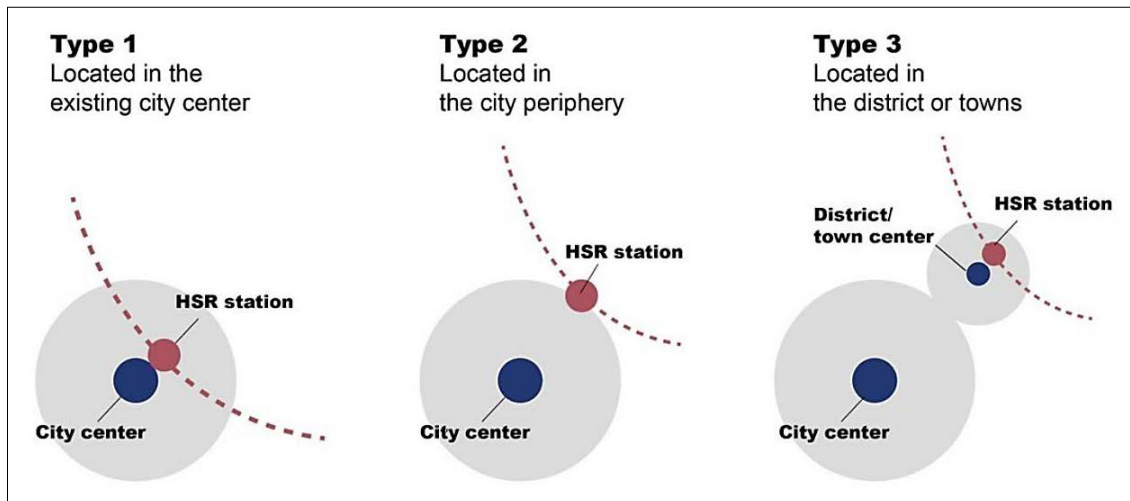 Type 1
Located in the
existing city center
HSR station
City center
Type 2
Located in
the city periphery
HSR station
City center
Type 3
Located in
the district or towns
District/
town center
HSR station
City center